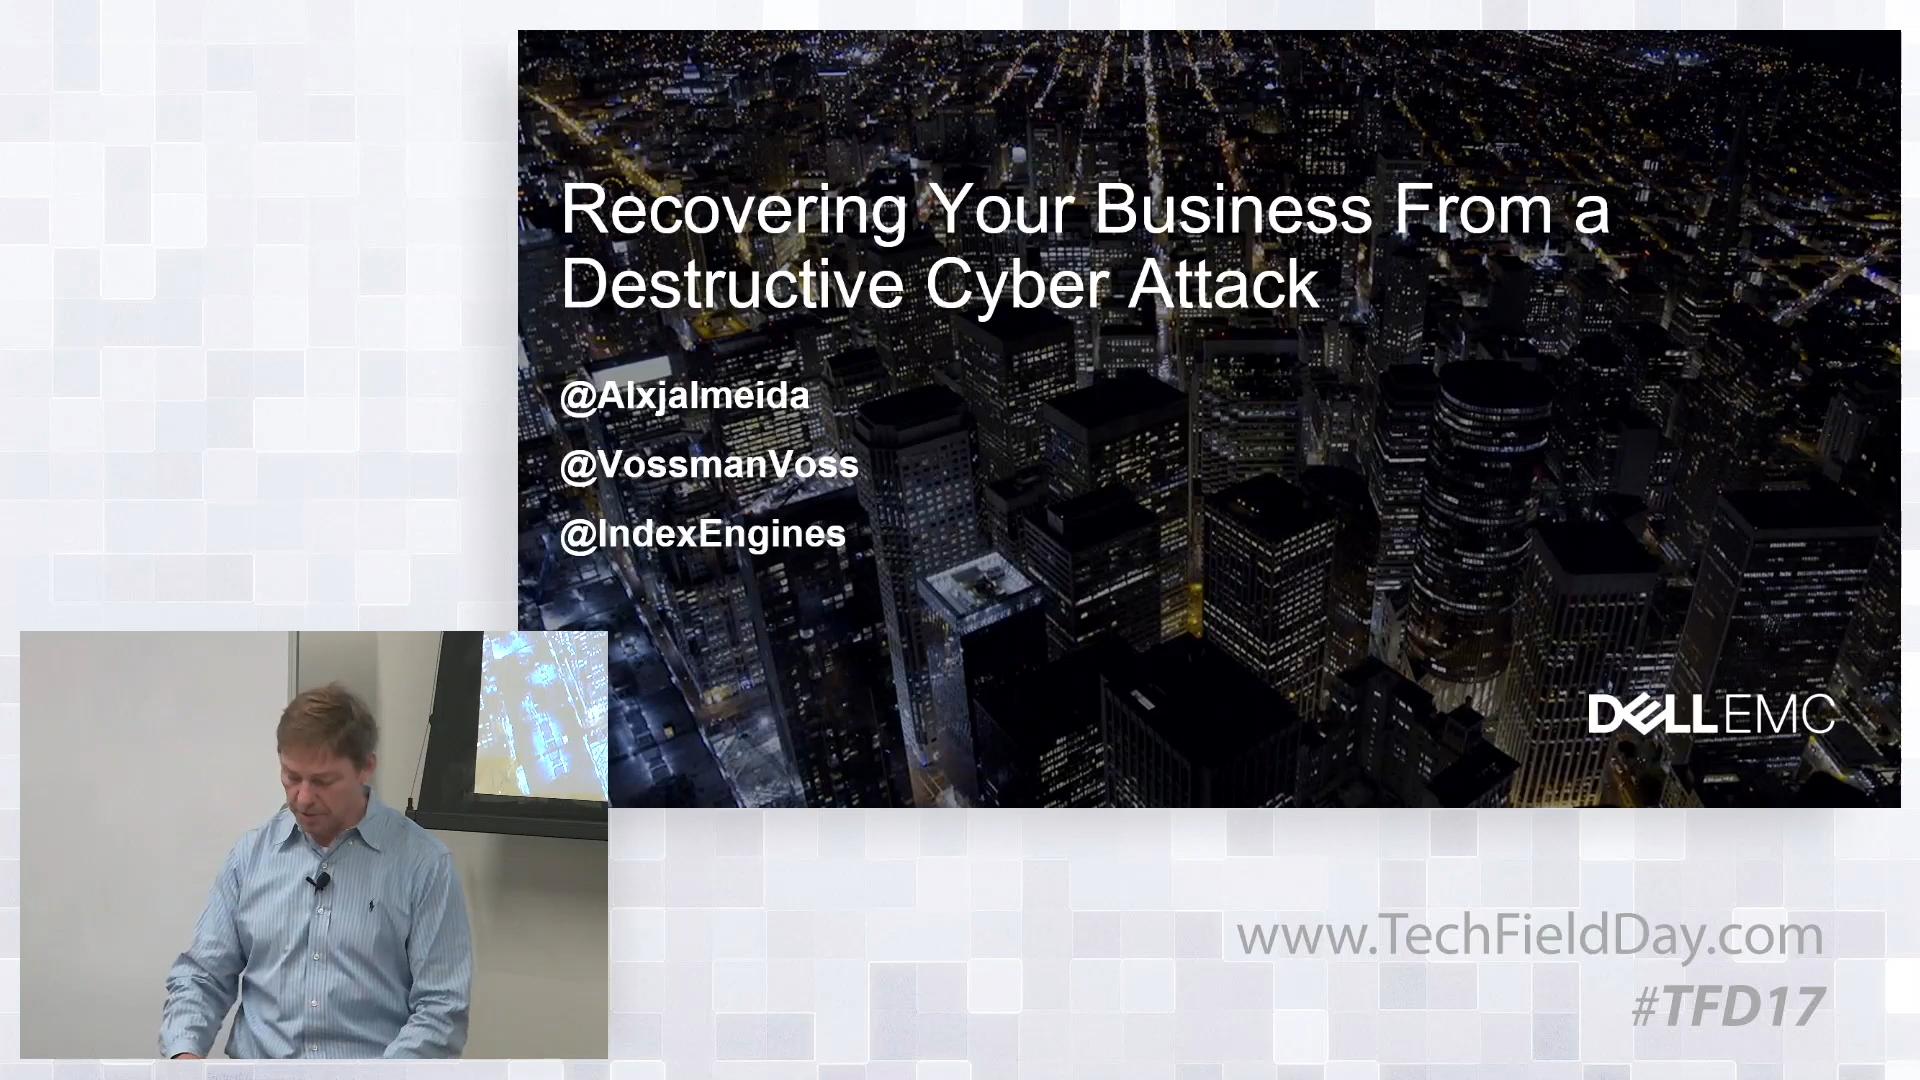 Recovering Your Business From a
Destructive Cyber Attack
@Alxjalmeida
@VossmanVoss
@IndexEngines
DELLEMC
www.TechFieldDay.com
#TFD17